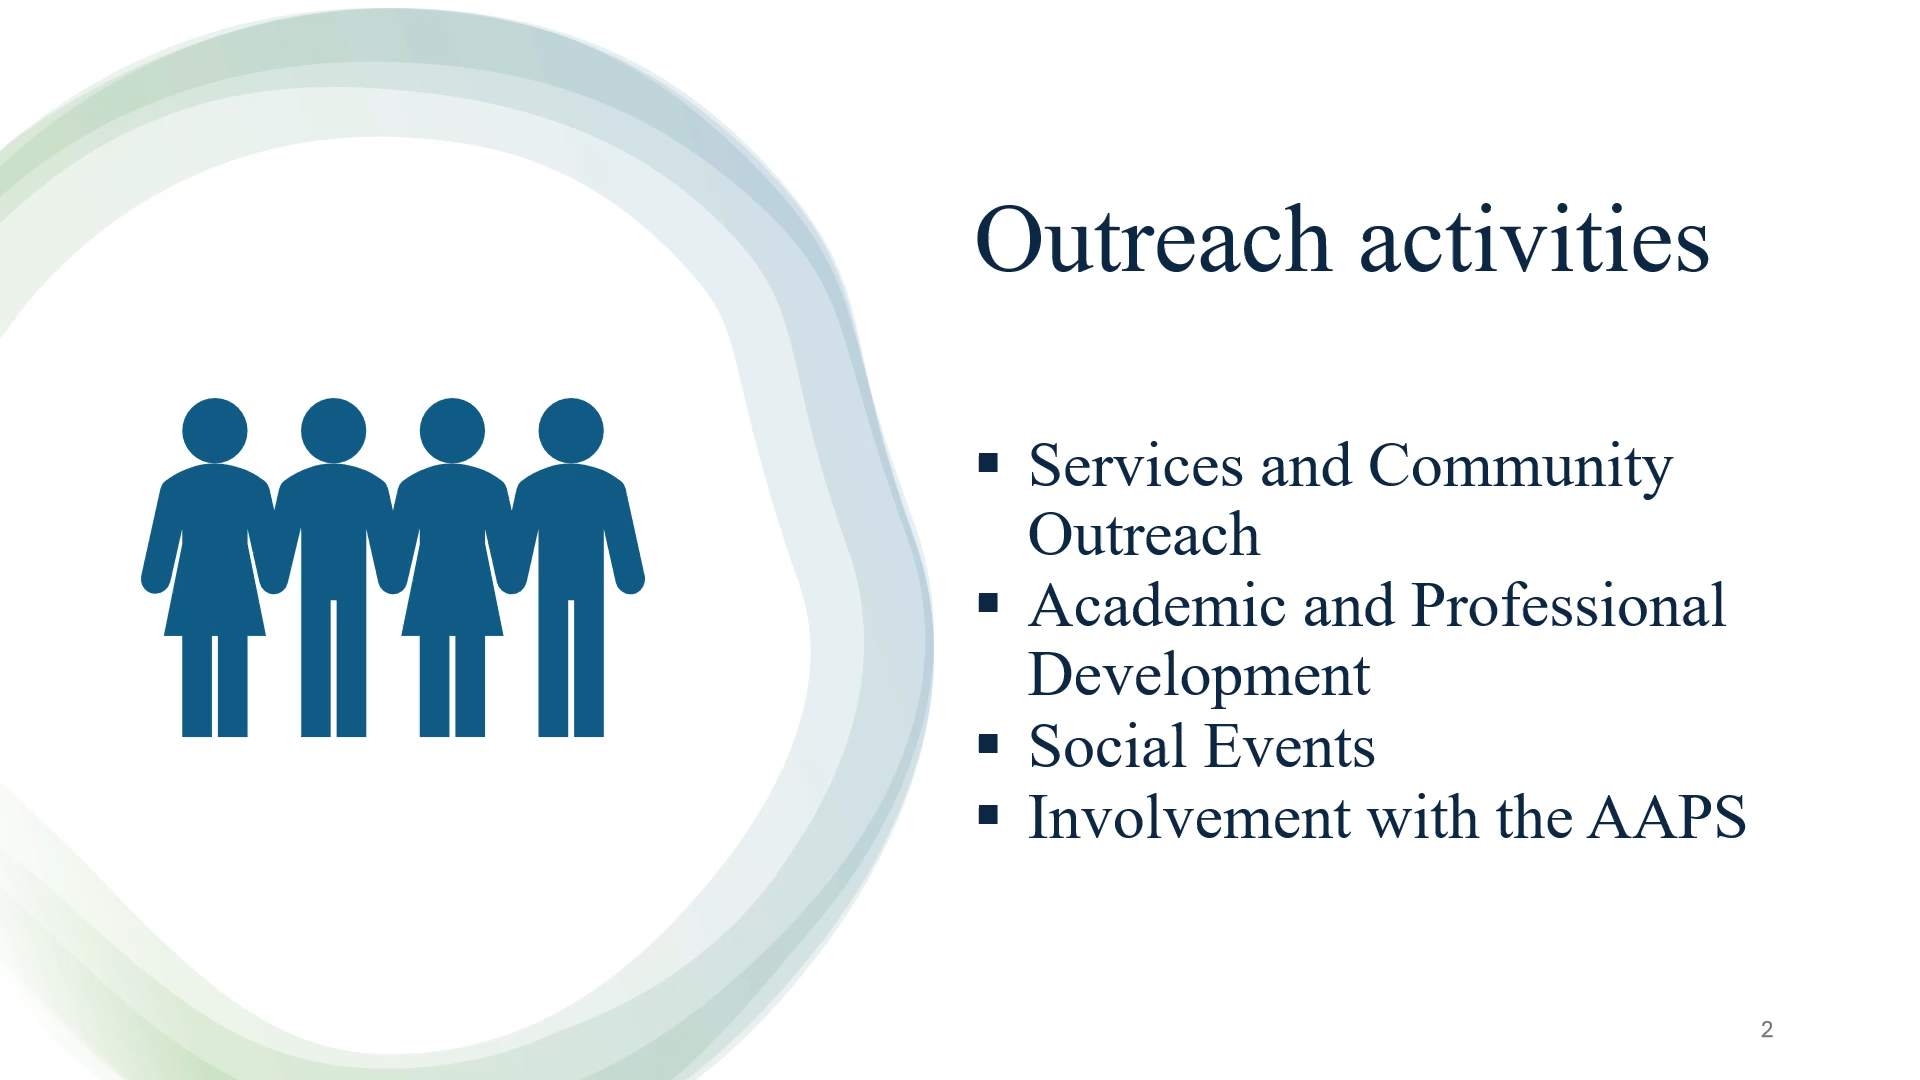 Outreach activities
▪ Services and Community
Outreach
▪ Academic and Professional
Development
▪ Social Events
▪ Involvement with the AAPS
2